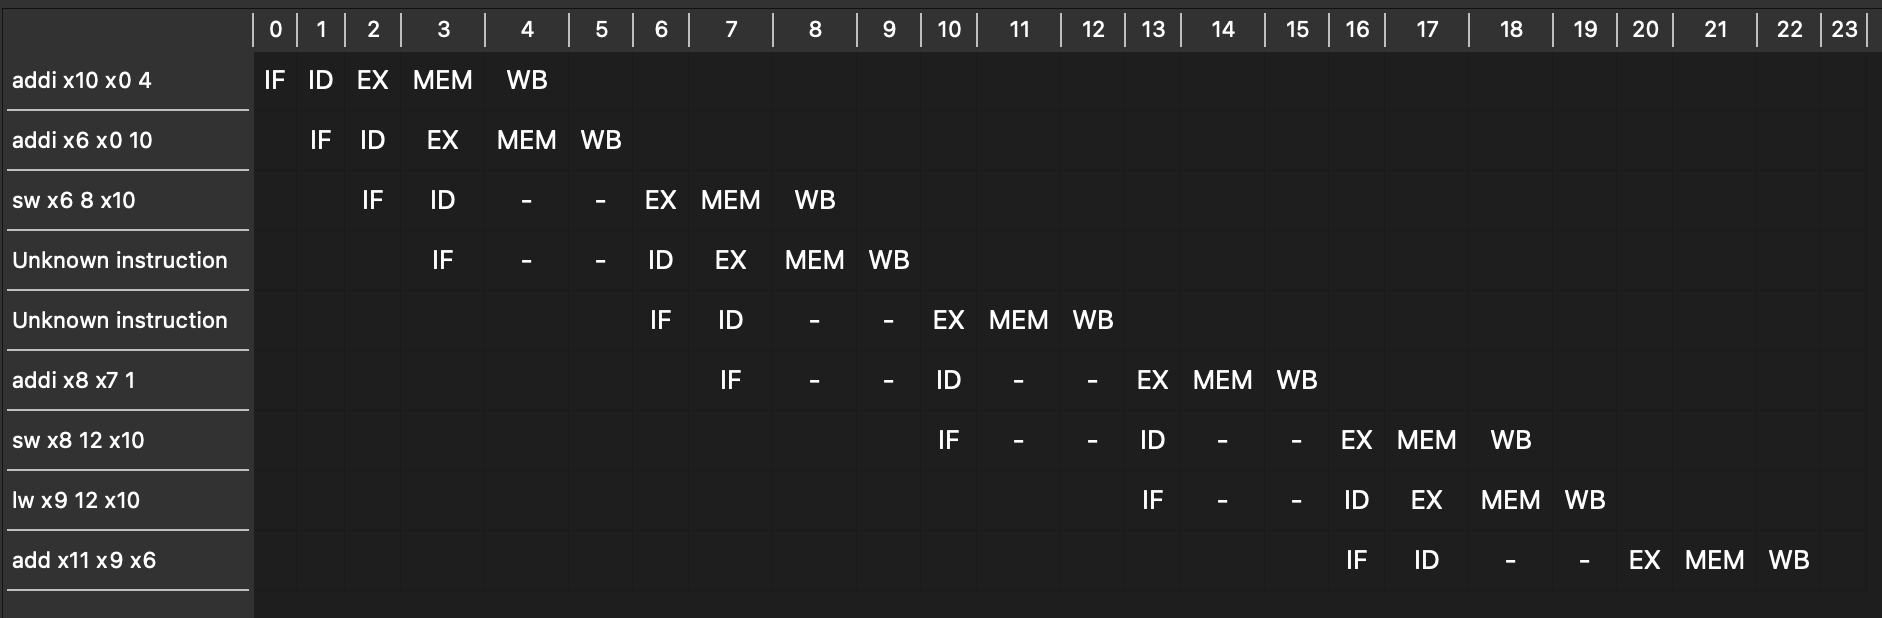 0 1 2 3 4 5 6 7 8 9 10 11 12 13 14 15 16 17 18 19 20 21 22 23
addi x10 x0 4 IF ID EX MEM WB
addi x6 x0 10 IF ID EX MEM WB
sw x6 8 x10 IF ID - - EX MEM WB
Unknown instruction IF - - ID EX MEM WB
Unknown instruction IF ID - - EX MEM WB
addi x8 x7 1 IF - - ID - - EX MEM WB
sw x8 12 x10 IF - - ID - - EX MEM WB
lw x9 12 x10 IF - - ID EX MEM WB
add x11 x9 x6 IF ID - - EX MEM WB